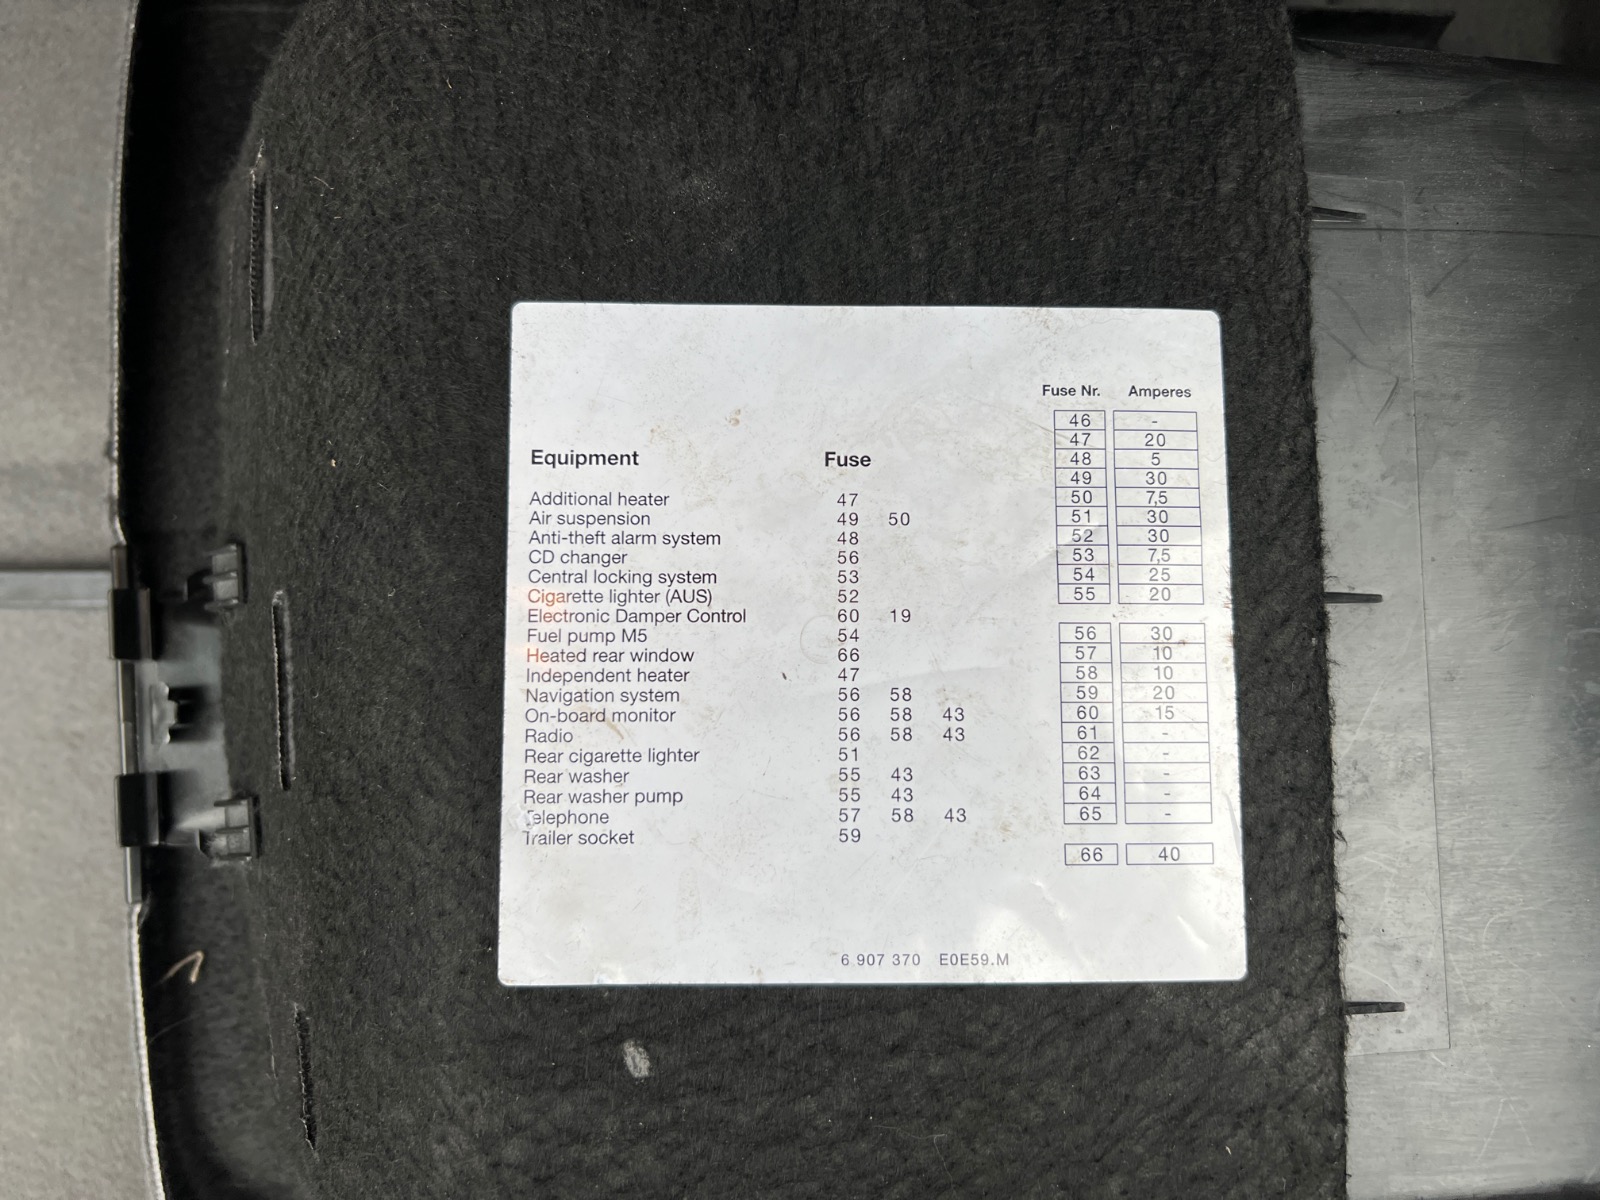 Fuse Nr. Amperes
46 -
47 20
Equipment Fuse
48 5
49 30
50 7,5
51 30
52 30
53 7,5
54 25
55 20
56 30
57 10
58 10
59 20
60 15
61 -
62 -
63 -
64 -
65 -
66 40
Additional heater 47
Air suspension 49 50
Anti-theft alarm system 48
CD changer 56
Central locking system 53
Cigarette lighter (AUS) 52
Electronic Damper Control 60 19
Fuel pump M5 54
Heated rear window 66
Independent heater 47
Navigation system 56 58
On-board monitor 56 58 43
Radio 56 58 43
Rear cigarette lighter 51
Rear washer 55 43
Rear washer pump 55 43
Telephone 57 58 43
Trailer socket 59
6 907 370 E0E59.M